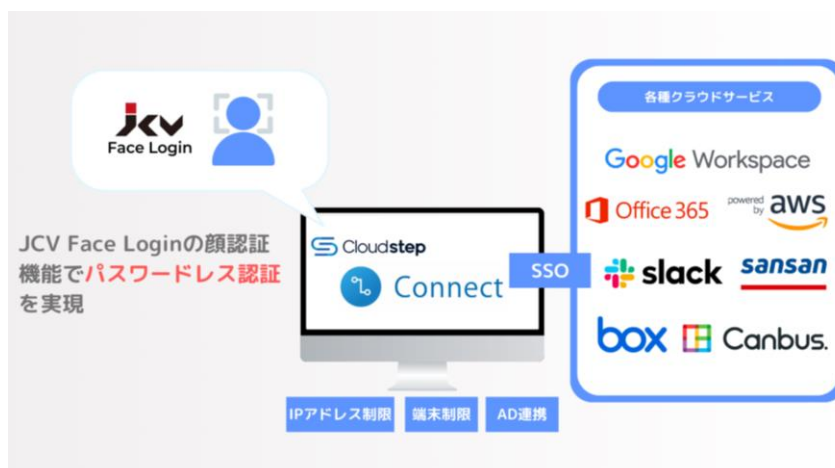 jcv
Face Login
JCV Face Loginの顔認証
機能でパスワードレス認証
を実現
Cloudstep
Connect
SSO
IPアドレス制限
端末制限
AD連携
各種クラウドサービス
Google Workspace
Office 365
powered by aws
slack
sansan
box
Canbus.